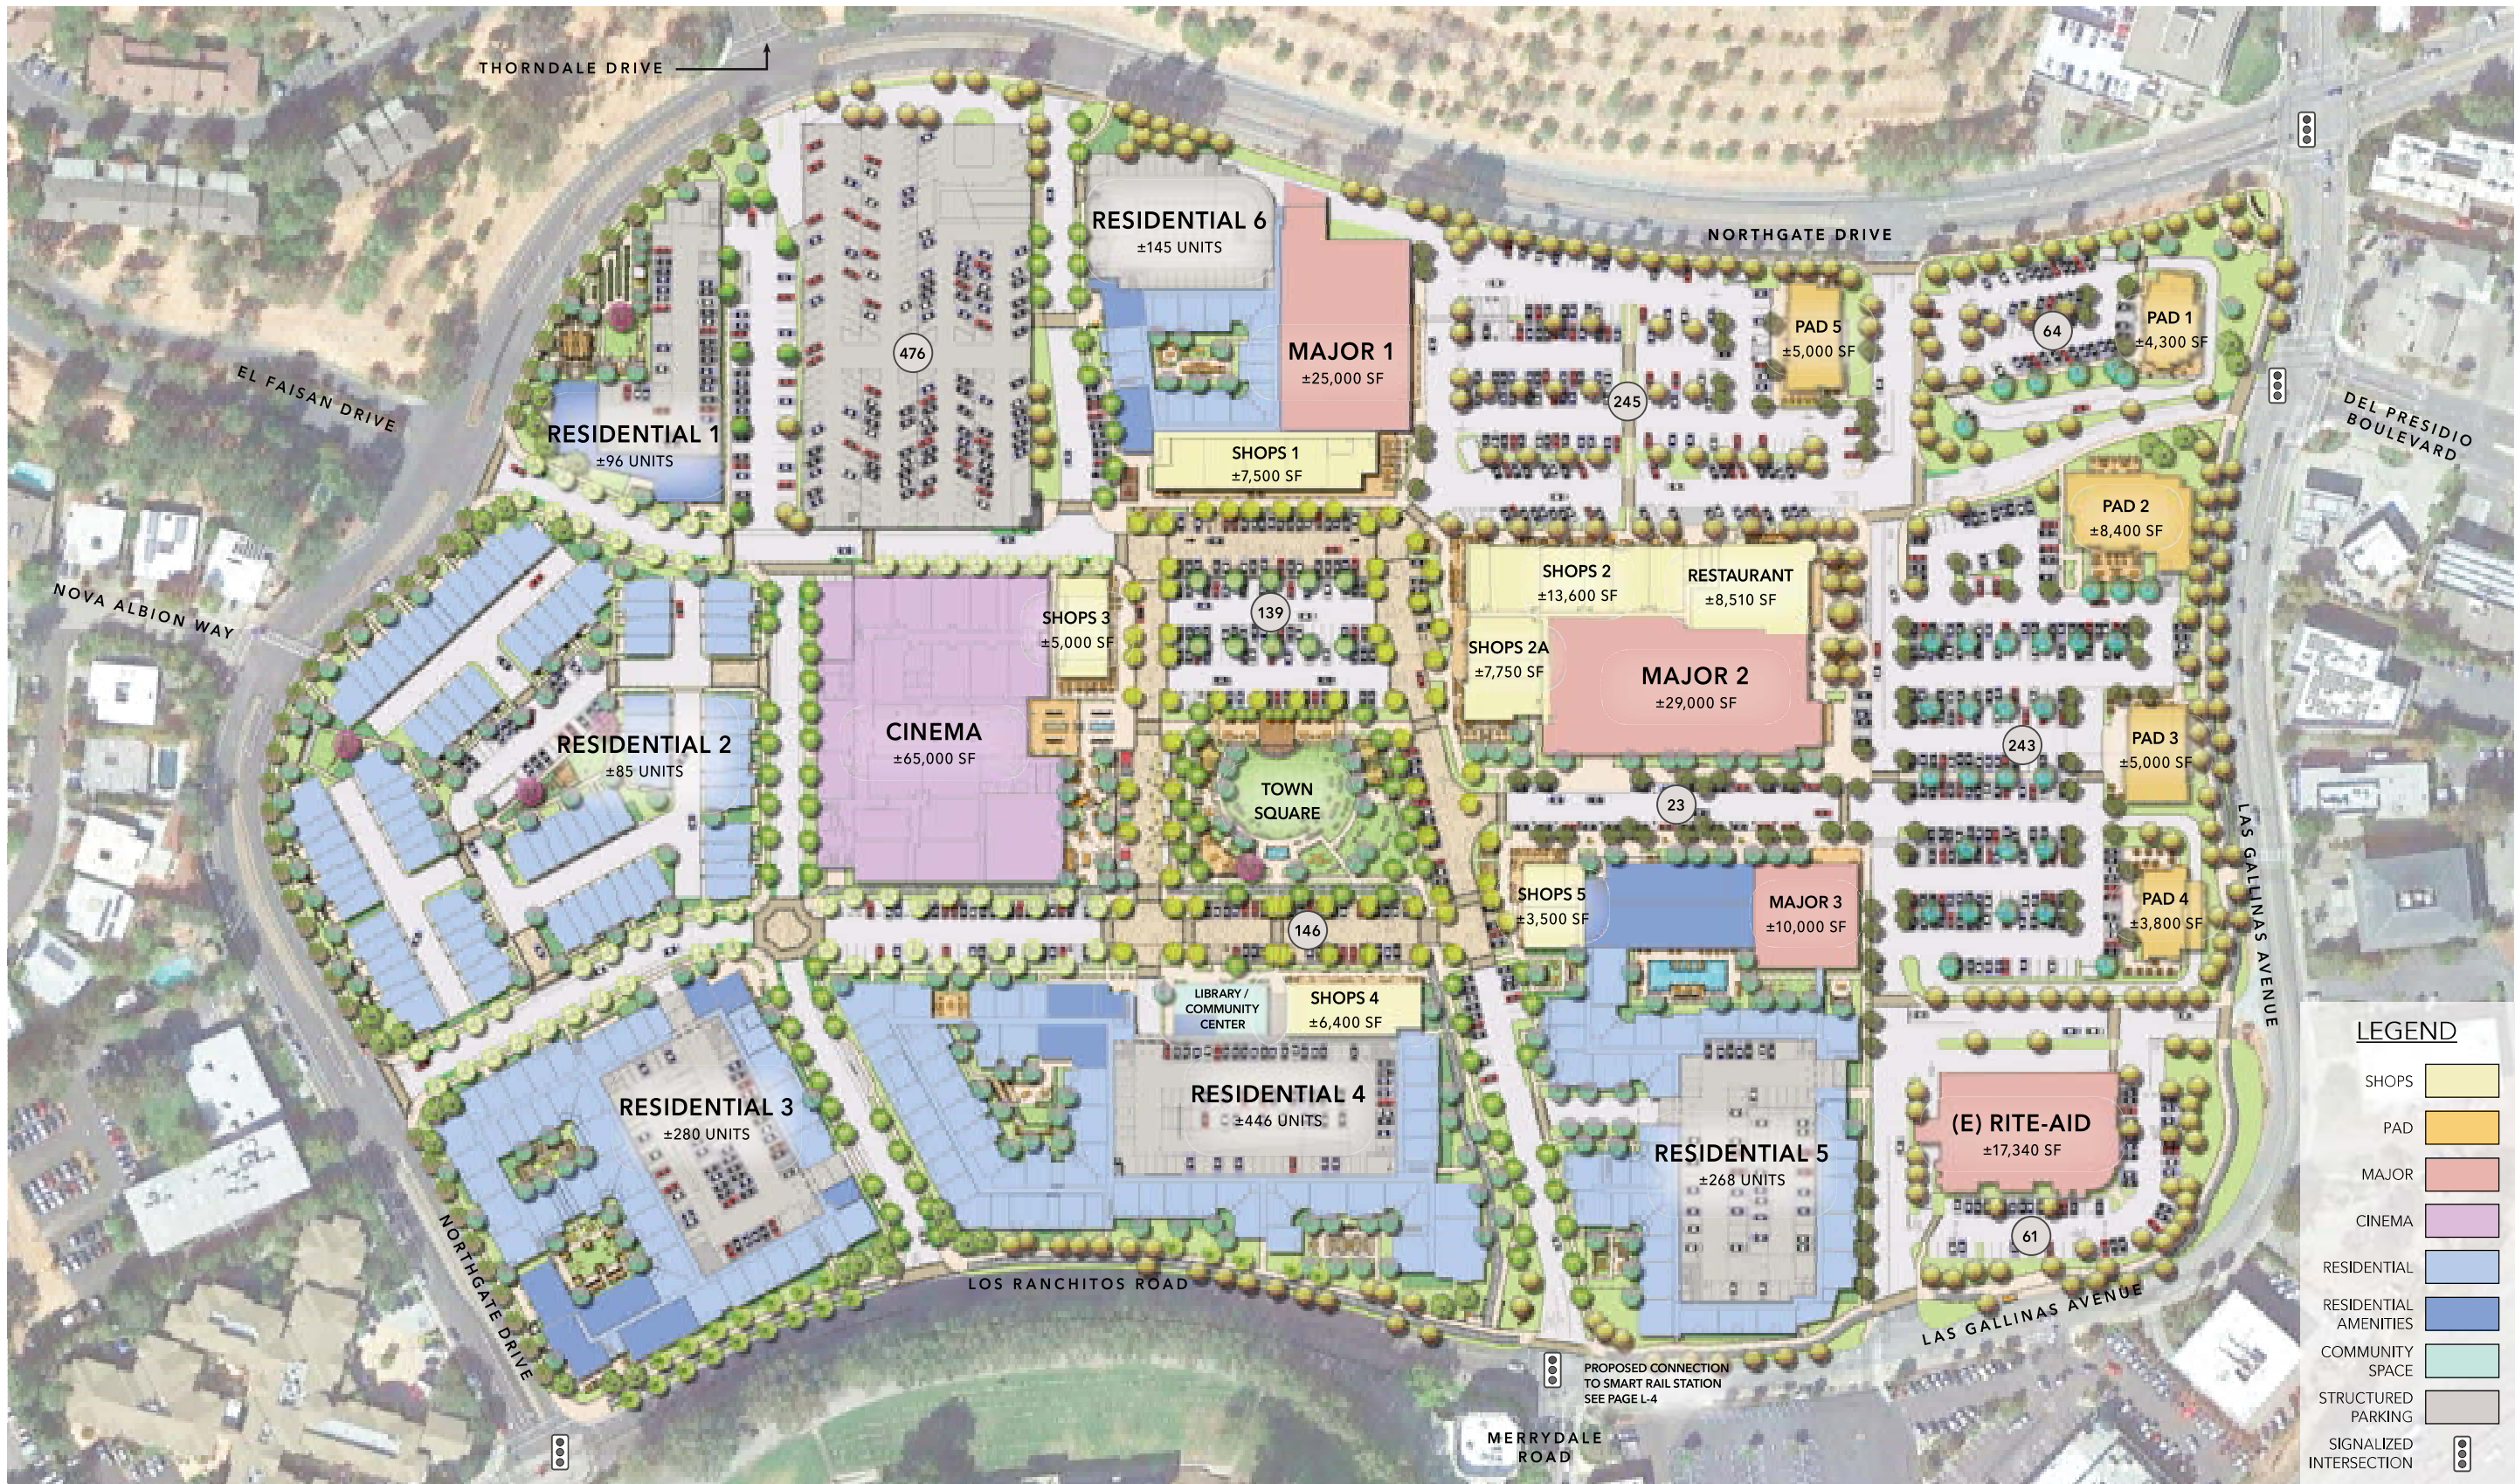 THORNDALE DRIVE
RESIDENTIAL 6
±145 UNITS
NORTHGATE DRIVE
476
MAJOR 1
±25,000 SF
PAD 5
±5,000 SF
64
PAD 1
±4,300 SF
245
EL FAISAN DRIVE
DEL PRESIDIO
BOULEVARD
RESIDENTIAL 1
±96 UNITS
SHOPS 1
±7,500 SF
PAD 2
±8,400 SF
NOVA ALBION WAY
SHOPS 2
±13,600 SF
RESTAURANT
±8,510 SF
139
SHOPS 3
±5,000 SF
SHOPS 2A
±7,750 SF
MAJOR 2
±29,000 SF
RESIDENTIAL 2
±85 UNITS
CINEMA
±65,000 SF
243
PAD 3
±5,000 SF
TOWN
SQUARE
23
LAS GALLINAS AVENUE
SHOPS 5
±3,500 SF
MAJOR 3
±10,000 SF
PAD 4
±3,800 SF
146
LIBRARY /
COMMUNITY
CENTER
SHOPS 4
±6,400 SF
RESIDENTIAL 3
±280 UNITS
RESIDENTIAL 4
±446 UNITS
RESIDENTIAL 5
±268 UNITS
(E) RITE-AID
±17,340 SF
61
NORTHGATE DRIVE
LOS RANCHITOS ROAD
LAS GALLINAS AVENUE
PROPOSED CONNECTION
TO SMART RAIL STATION
SEE PAGE L-4
MERRYDALE
ROAD
LEGEND
SHOPS
PAD
MAJOR
CINEMA
RESIDENTIAL
RESIDENTIAL
AMENITIES
COMMUNITY
SPACE
STRUCTURED
PARKING
SIGNALIZED
INTERSECTION